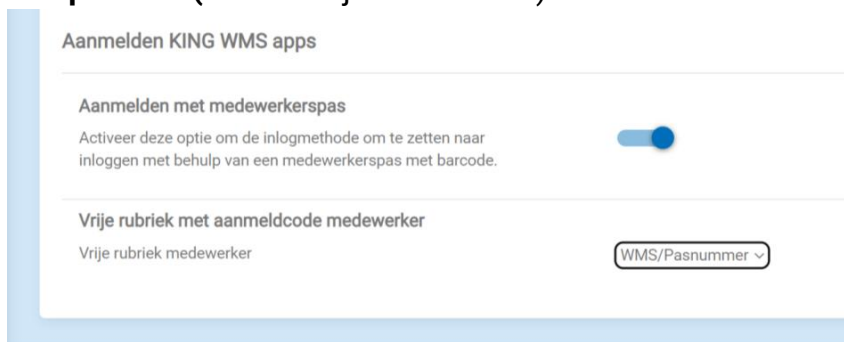 Aanmelden KING WMS apps
Aanmelden met medewerkerspas
Activeer deze optie om de inlogmethode om te zetten naar
inloggen met behulp van een medewerkerspas met barcode.
Vrije rubriek met aanmeldcode medewerker
Vrije rubriek medewerker
WMS/Pasnummer